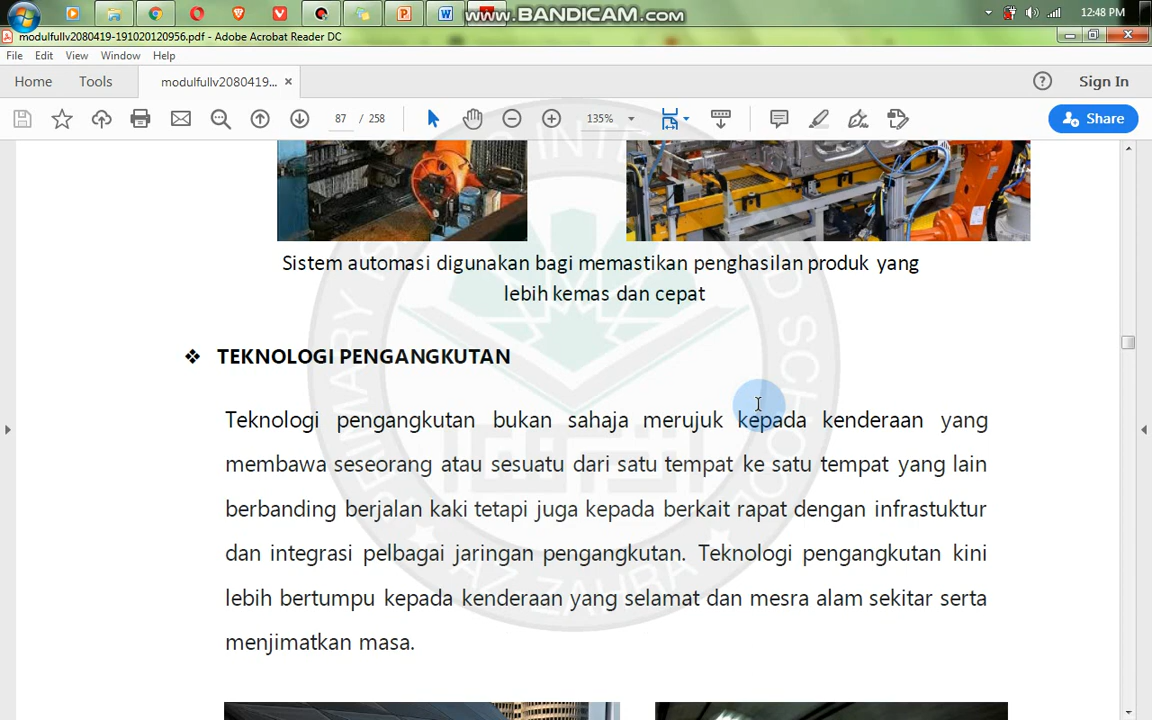 www.BANDICAM.com
12:48 PM
modulfullv2080419-191020120956.pdf - Adobe Acrobat Reader DC
File Edit View Window Help
Home Tools modulfullv2080419... × Sign In
87 / 258 135% Share
Sistem automasi digunakan bagi memastikan penghasilan produk yang
lebih kemas dan cepat
❖ TEKNOLOGI PENGANGKUTAN
Teknologi pengangkutan bukan sahaja merujuk kepada kenderaan yang
membawa seseorang atau sesuatu dari satu tempat ke satu tempat yang lain
berbanding berjalan kaki tetapi juga kepada berkait rapat dengan infrastuktur
dan integrasi pelbagai jaringan pengangkutan. Teknologi pengangkutan kini
lebih bertumpu kepada kenderaan yang selamat dan mesra alam sekitar serta
menjimatkan masa.
AZ ZAHRA